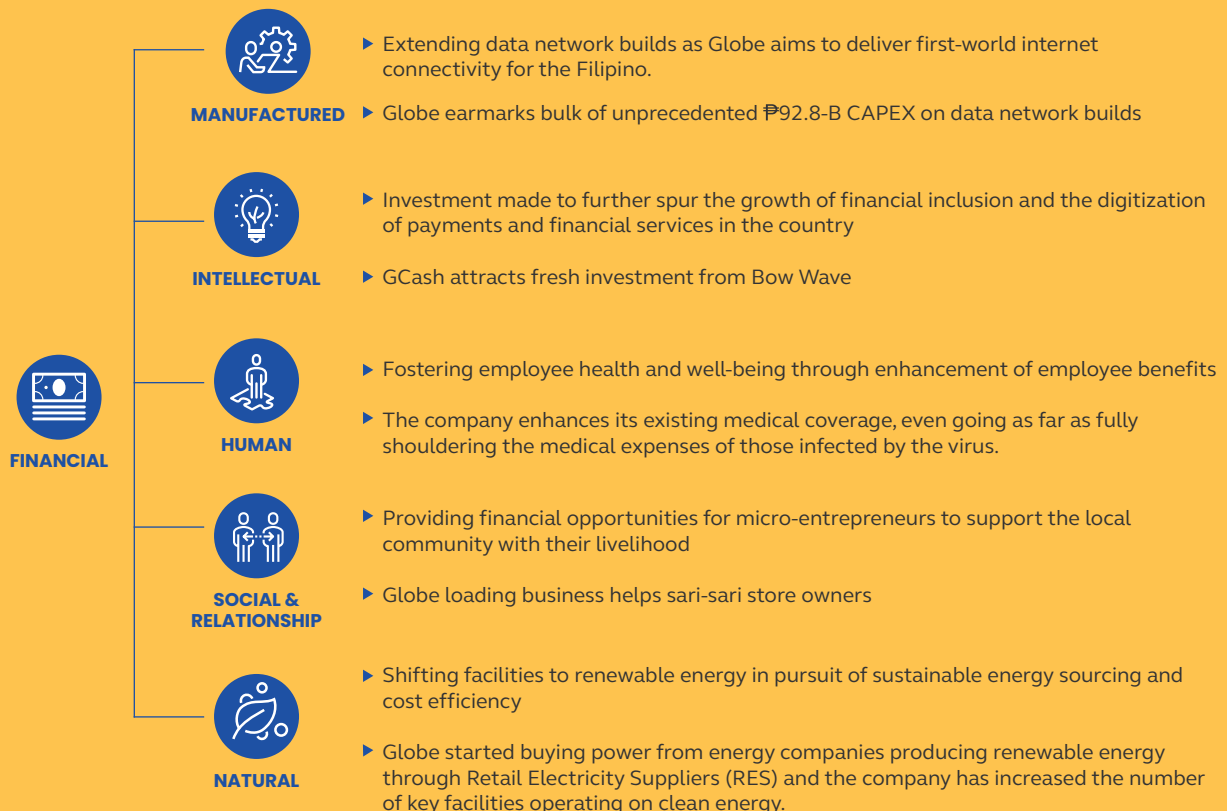 FINANCIAL
MANUFACTURED
Extending data network builds as Globe aims to deliver first-world internet
connectivity for the Filipino.
Globe earmarks bulk of unprecedented ₱92.8-B CAPEX on data network builds
INTELLECTUAL
Investment made to further spur the growth of financial inclusion and the digitization
of payments and financial services in the country
GCash attracts fresh investment from Bow Wave
HUMAN
Fostering employee health and well-being through enhancement of employee benefits
The company enhances its existing medical coverage, even going as far as fully
shouldering the medical expenses of those infected by the virus.
SOCIAL &
RELATIONSHIP
Providing financial opportunities for micro-entrepreneurs to support the local
community with their livelihood
Globe loading business helps sari-sari store owners
NATURAL
Shifting facilities to renewable energy in pursuit of sustainable energy sourcing and
cost efficiency
Globe started buying power from energy companies producing renewable energy
through Retail Electricity Suppliers (RES) and the company has increased the number
of key facilities operating on clean energy.